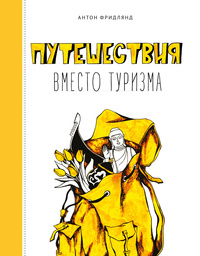 АНТОН ФРИДЛЯНД
ПУТЕШЕСТВИЯ
ВМЕСТО ТУРИЗМА